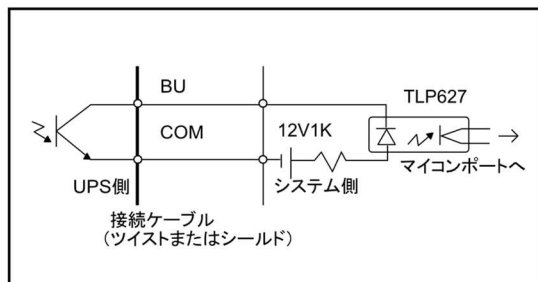 BU
TLP627
COM
12V1K
UPS側
システム側
マイコンポートへ
接続ケーブル
（ツイストまたはシールド）